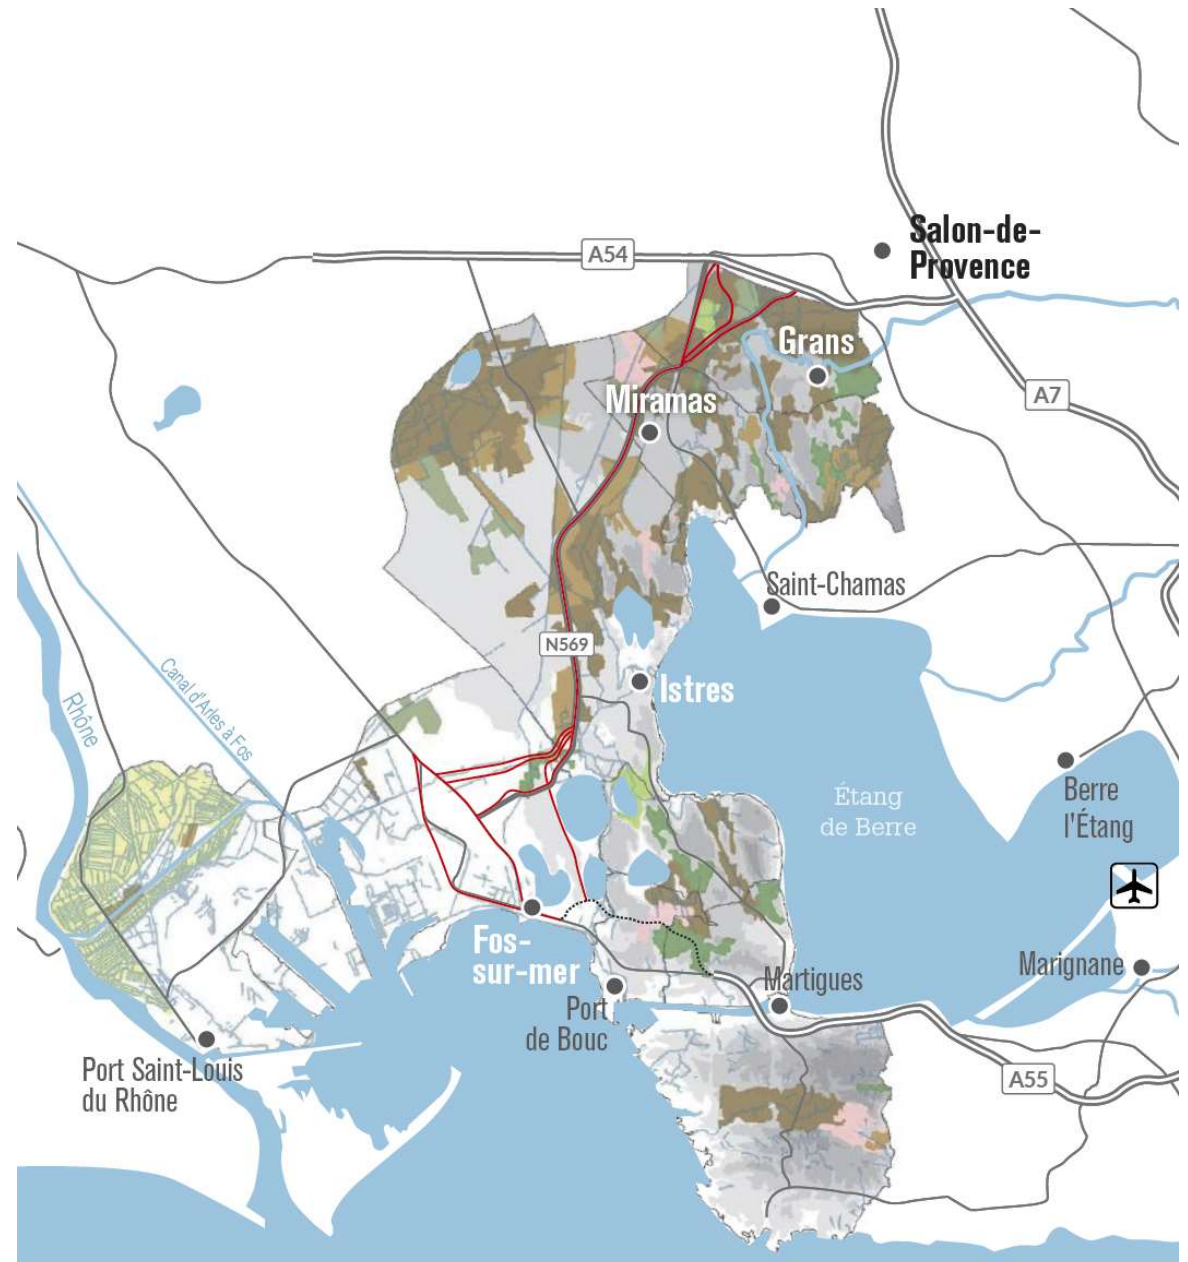 Salon-de-
Provence
A54
Grans
A7
Miramas
Saint-Chamas
N569
Canal d'Arles à Fos
Rhône
Istres
Étang
de Berre
Berre
l'Étang
Fos-
sur-mer
Marignane
Martigues
Port
de Bouc
Port Saint-Louis
du Rhône
A55